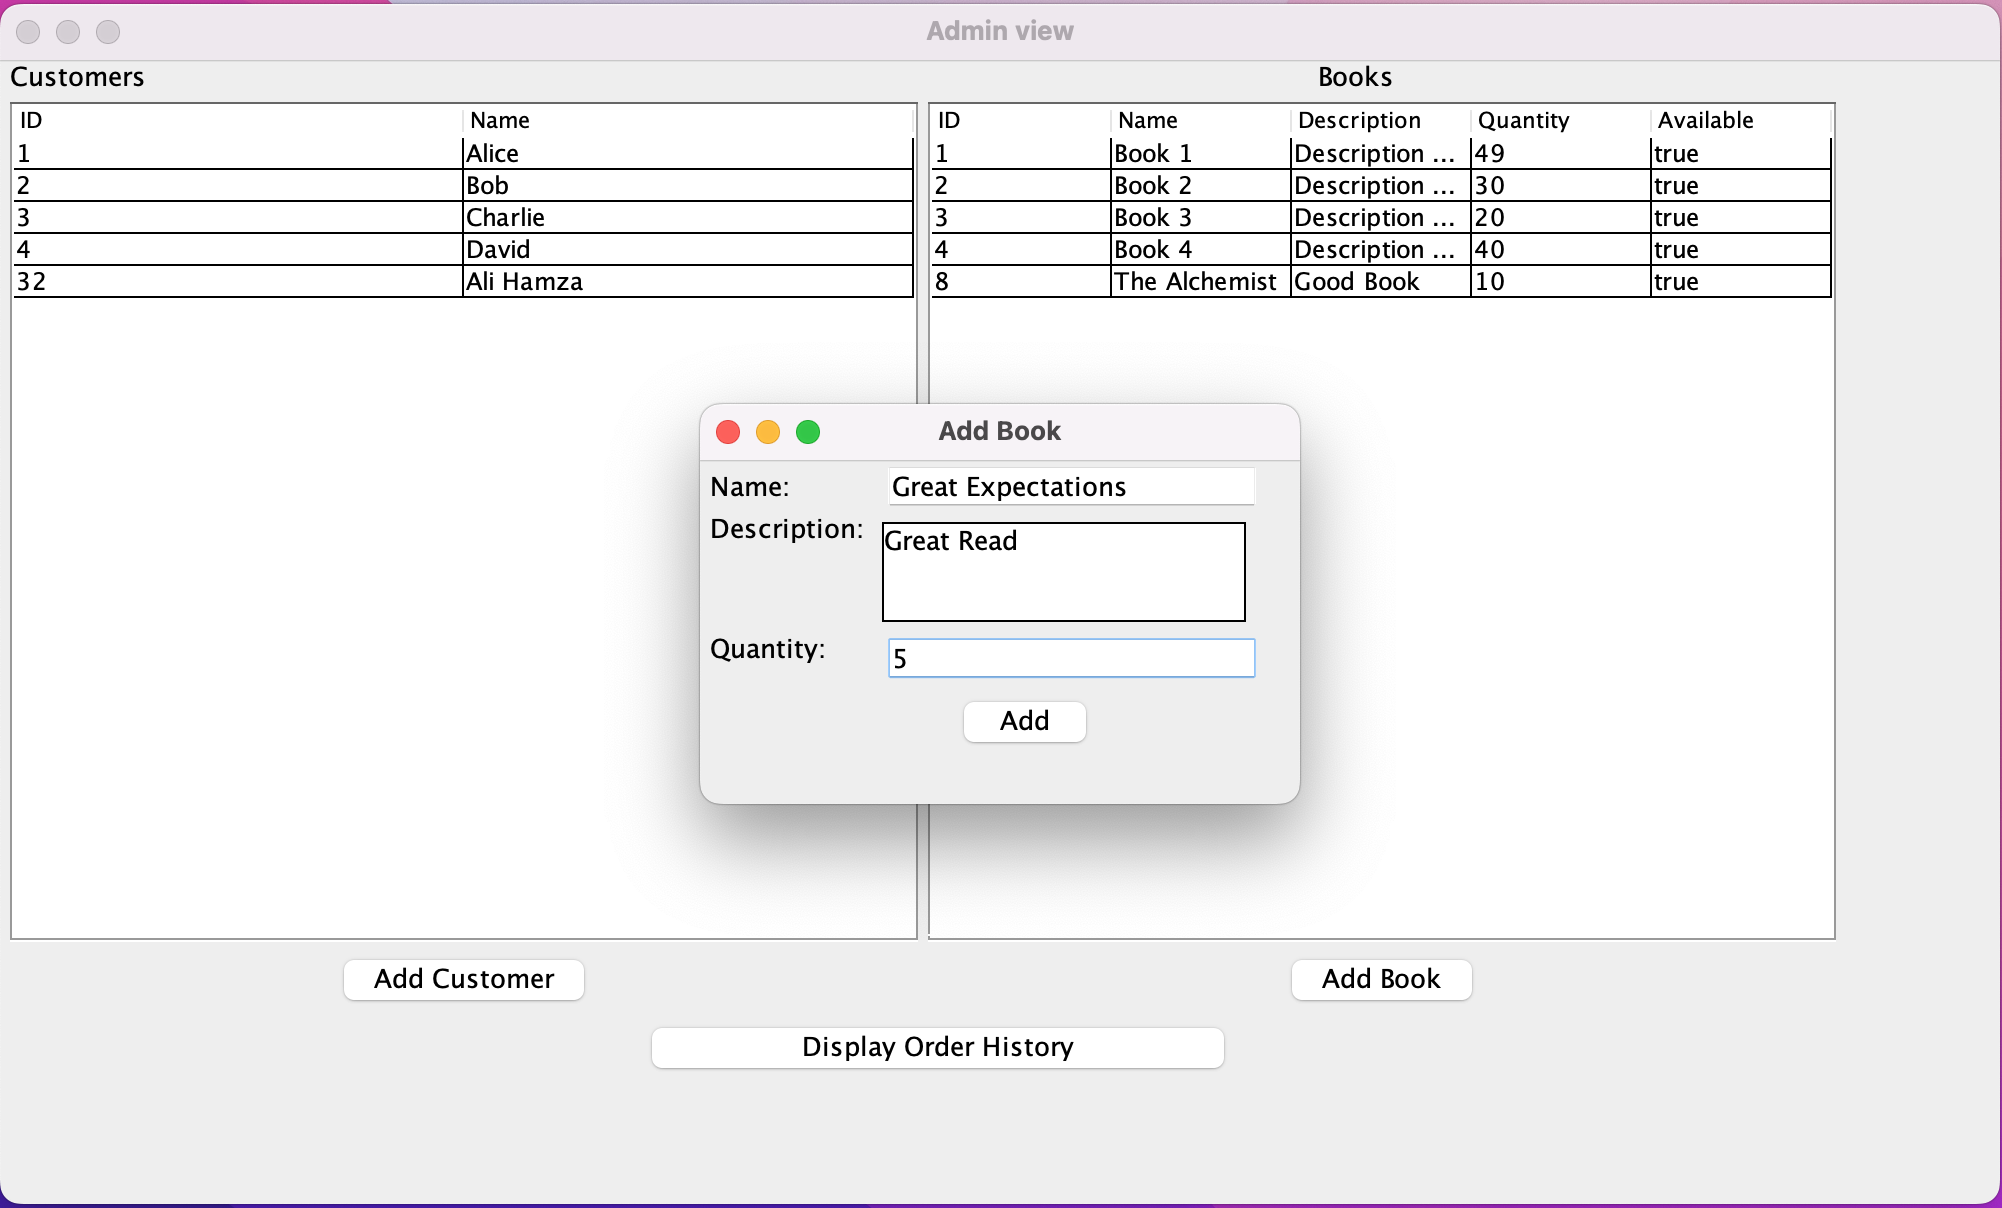 Admin view
Customers
Books
ID Name
1 Alice
2 Bob
3 Charlie
4 David
32 Ali Hamza
ID Name Description Quantity Available
1 Book 1 Description ... 49 true
2 Book 2 Description ... 30 true
3 Book 3 Description ... 20 true
4 Book 4 Description ... 40 true
8 The Alchemist Good Book 10 true
Add Book
Name: Great Expectations
Description: Great Read
Quantity: 5
Add
Add Customer
Add Book
Display Order History